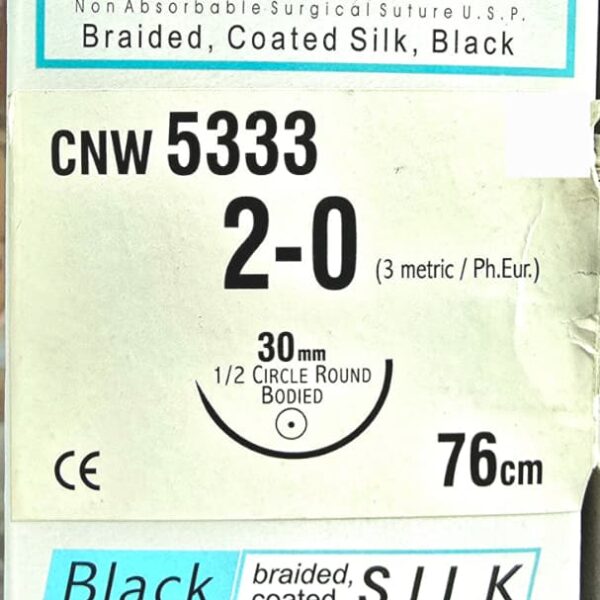 Non Absorbable Surgical Suture U.S.P.
Braided, Coated Silk, Black
CNW 5333
2-0 (3 metric / Ph.Eur.)
30mm
1/2 CIRCLE ROUND
BODIED
CE
76cm
Black braided, SILK
coated